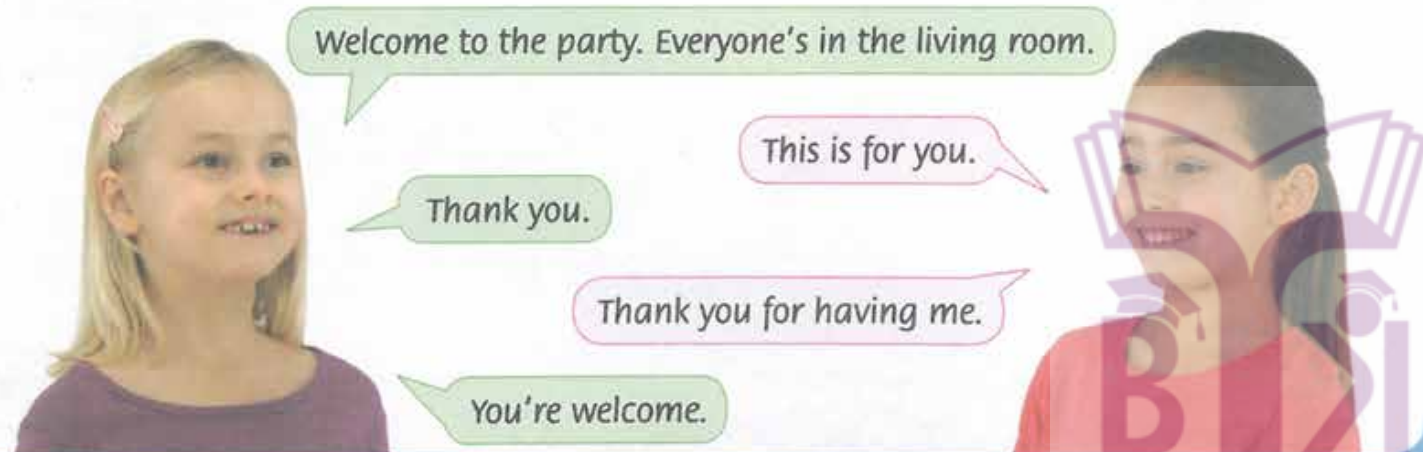 Welcome to the party. Everyone's in the living room.
This is for you.
Thank you.
Thank you for having me.
You're welcome.